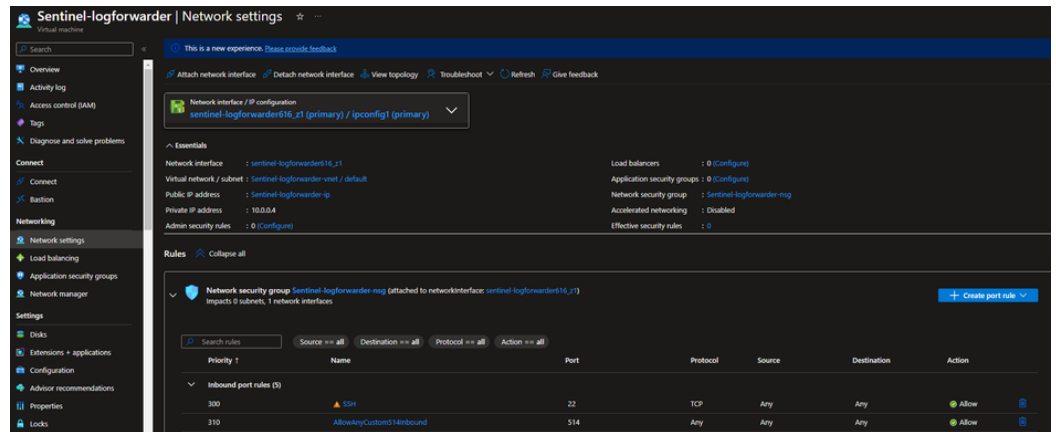 Sentinel-logforwarder | Network settings
Virtual machine
Search
Overview
Activity log
Access control (IAM)
Tags
Diagnose and solve problems
Connect
Connect
Bastion
Networking
Network settings
Load balancing
Application security groups
Network manager
Settings
Disks
Extensions + applications
Configuration
Advisor recommendations
Properties
Locks
This is a new experience. Please provide feedback
Attach network interface Detach network interface View topology Troubleshoot Refresh Give feedback
Network interface / IP configuration
sentinel-logforwarder616_z1 (primary) / ipconfig1 (primary)
Essentials
Network interface : sentinel-logforwarder616_z1
Virtual network / subnet : Sentinel-logforwarder-vnet / default
Public IP address : Sentinel-logforwarder-ip
Private IP address : 10.0.0.4
Admin security rules : 0 (Configure)
Load balancers : 0 (Configure)
Application security groups : 0 (Configure)
Network security group : Sentinel-logforwarder-nsg
Accelerated networking : Disabled
Effective security rules : 0
Rules Collapse all
Network security group Sentinel-logforwarder-nsg (attached to networkInterface: sentinel-logforwarder616_z1)
Impacts 0 subnets, 1 network interfaces
+ Create port rule
Search rules Source == all Destination == all Protocol == all Action == all
Priority ↑ Name Port Protocol Source Destination Action
Inbound port rules (5)
300 SSH 22 TCP Any Any Allow
310 AllowAnyCustom514Inbound 514 Any Any Any Allow